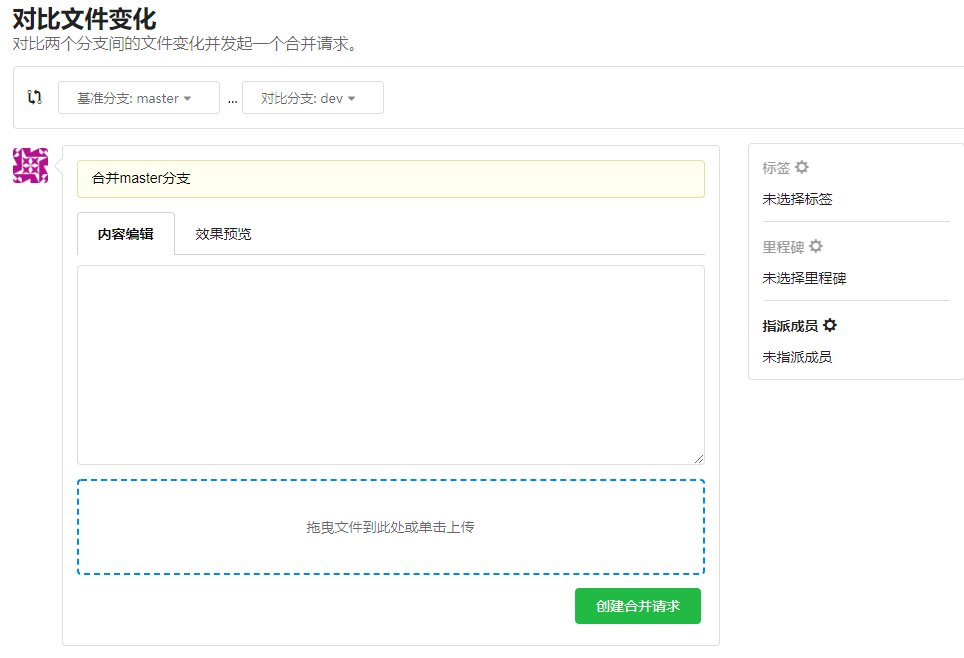 对比文件变化
对比两个分支间的文件变化并发起一个合并请求。
基准分支: master ... 对比分支: dev
合并master分支
内容编辑 效果预览
拖曳文件到此处或单击上传
创建合并请求
标签
未选择标签
里程碑
未选择里程碑
指派成员
未指派成员